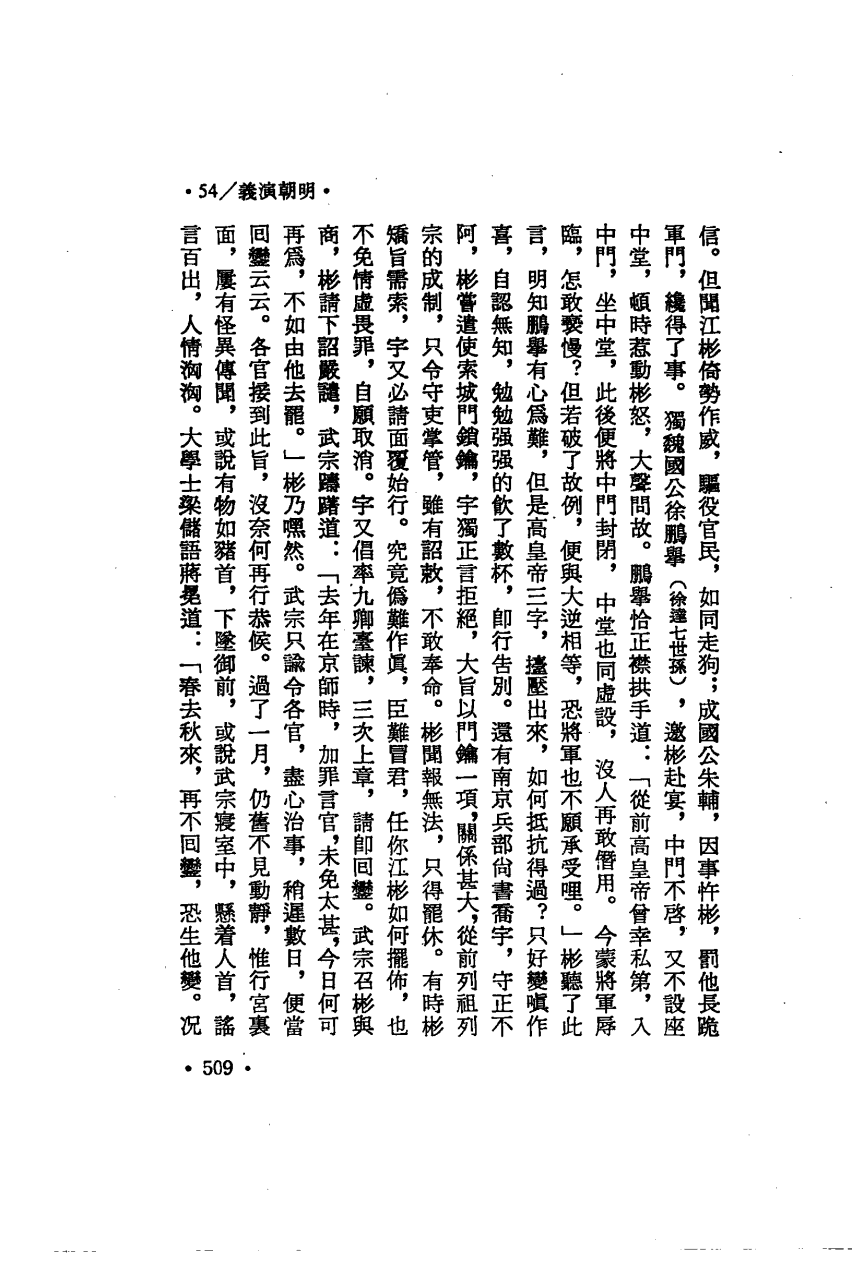 •54／義演朝明•
信。但聞江彬倚勢作威，驅役官民，如同走狗；成國公朱輔，因事忤彬，罰他長跪
軍門，纔得了事。獨魏國公徐鵬舉（徐達七世孫），邀彬赴宴，中門不啓，又不設座
中堂，頓時惹動彬怒，大聲問故。鵬舉恰正襟拱手道：「從前高皇帝曾幸私第，入
中門，坐中堂，此後便將中門封閉，中堂也同虛設，沒人再敢僭用。今蒙將軍辱
臨，怎敢褻慢？但若破了故例，便與大逆相等，恐將軍也不願承受哩。」彬聽了此
言，明知鵬舉有心爲難，但是高皇帝三字，擡壓出來，如何抵抗得過？只好變嗔作
喜，自認無知，勉勉强强的飲了數杯，卽行吿別。還有南京兵部尙書喬宇，守正不
阿，彬嘗遣使索城門鎖鑰，宇獨正言拒絕，大旨以門鑰一項，關係甚大，從前列祖列
宗的成制，只令守吏掌管，雖有詔敕，不敢奉命。彬聞報無法，只得罷休。有時彬
矯旨需索，宇又必請面覆始行。究竟僞難作眞，臣難冒君，任你江彬如何擺佈，也
不免情虛畏罪，自願取消。宇又倡率九卿臺諫，三次上章，請卽回鑾。武宗召彬與
商，彬請下詔嚴譴，武宗躊躇道：「去年在京師時，加罪言官，未免太甚，今日何可
再爲，不如由他去罷。」彬乃嘿然。武宗只諭令各官，盡心治事，稍遲數日，便當
回鑾云云。各官接到此旨，沒奈何再行恭候。過了一月，仍舊不見動靜，惟行宮裏
面，屢有怪異傳聞，或說有物如豬首，下墜御前，或說武宗寢室中，懸着人首，謠
言百出，人情洶洶。大學士梁儲語蔣冕道：「春去秋來，再不回鑾，恐生他變。況
•509•